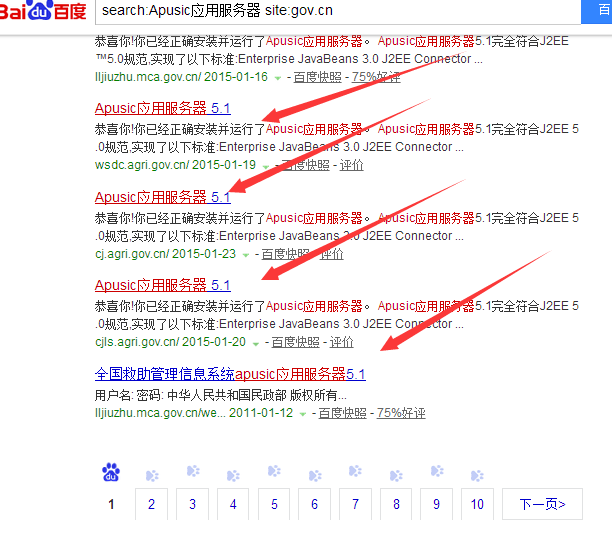 Bai du 百度 search:Apusic应用服务器 site:gov.cn 百
恭喜你!你已经正确安装并运行了Apusic应用服务器。 Apusic应用服务器5.1完全符合J2EE
™5.0规范,实现了以下标准:Enterprise JavaBeans 3.0 J2EE Connector ...
lljiuzhu.mca.gov.cn/ 2015-01-16 - 百度快照 - 75%好评
Apusic应用服务器 5.1
恭喜你!你已经正确安装并运行了Apusic应用服务器。 Apusic应用服务器5.1完全符合J2EE 5
.0规范,实现了以下标准:Enterprise JavaBeans 3.0 J2EE Connector ...
wsdc.agri.gov.cn/ 2015-01-19 - 百度快照 - 评价
Apusic应用服务器 5.1
恭喜你!你已经正确安装并运行了Apusic应用服务器。 Apusic应用服务器5.1完全符合J2EE 5
.0规范,实现了以下标准:Enterprise JavaBeans 3.0 J2EE Connector ...
cj.agri.gov.cn/ 2015-01-23 - 百度快照 - 评价
Apusic应用服务器 5.1
恭喜你!你已经正确安装并运行了Apusic应用服务器。 Apusic应用服务器5.1完全符合J2EE 5
.0规范,实现了以下标准:Enterprise JavaBeans 3.0 J2EE Connector ...
cjls.agri.gov.cn/ 2015-01-20 - 百度快照 - 评价
全国救助管理信息系统apusic应用服务器5.1
用户名: 密码: 中华人民共和国民政部 版权所有...
lljiuzhu.mca.gov.cn/we... 2011-01-12 - 百度快照 - 75%好评
du
1 2 3 4 5 6 7 8 9 10 下一页>